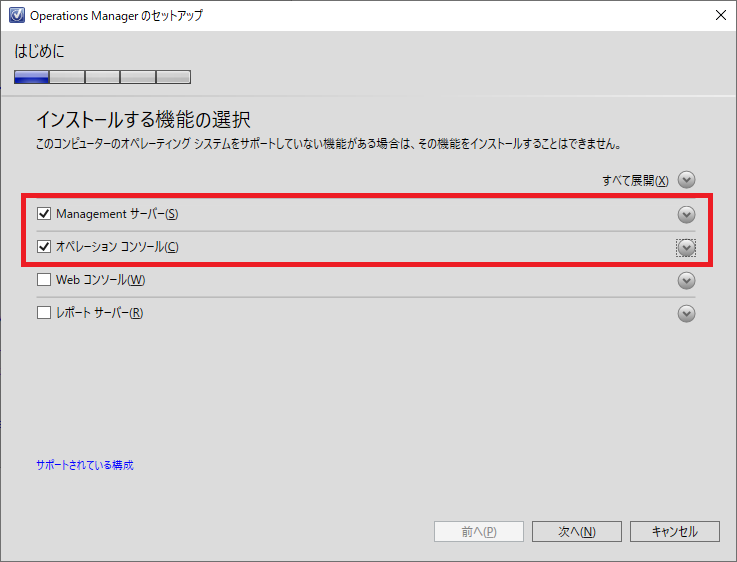 Operations Manager のセットアップ
はじめに
インストールする機能の選択
このコンピューターのオペレーティング システムをサポートしていない機能がある場合は、その機能をインストールすることはできません。
すべて展開(X)
Management サーバー(S)
オペレーション コンソール(C)
Web コンソール(W)
レポート サーバー(R)
サポートされている構成
前へ(P) 次へ(N) キャンセル